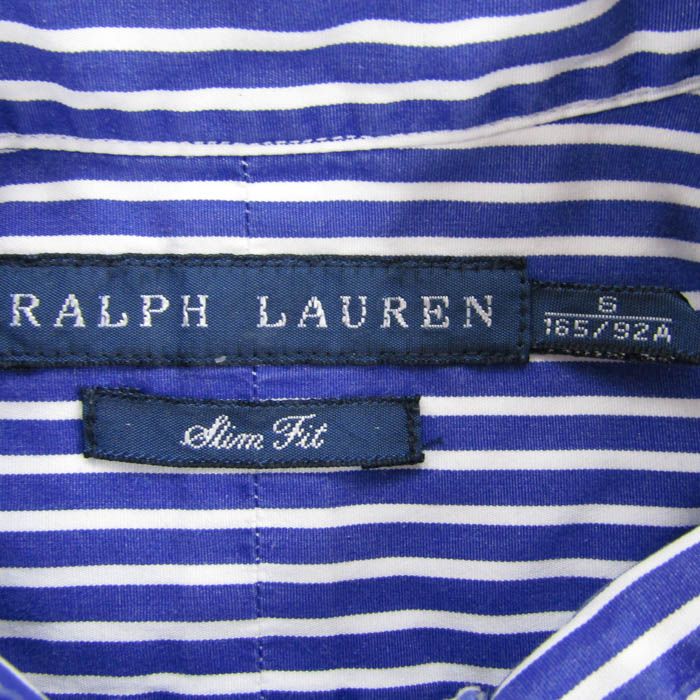 RALPH LAUREN
S
165/92A
Slim Fit